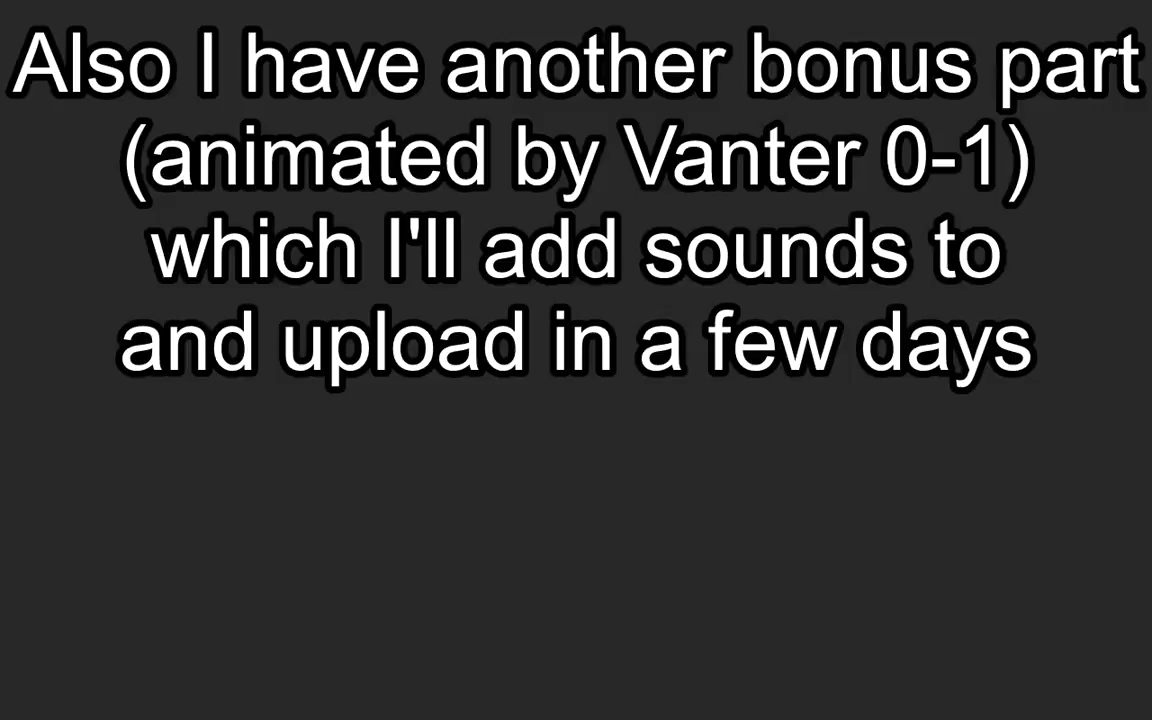 Also I have another bonus part
(animated by Vanter 0-1)
which I'll add sounds to
and upload in a few days